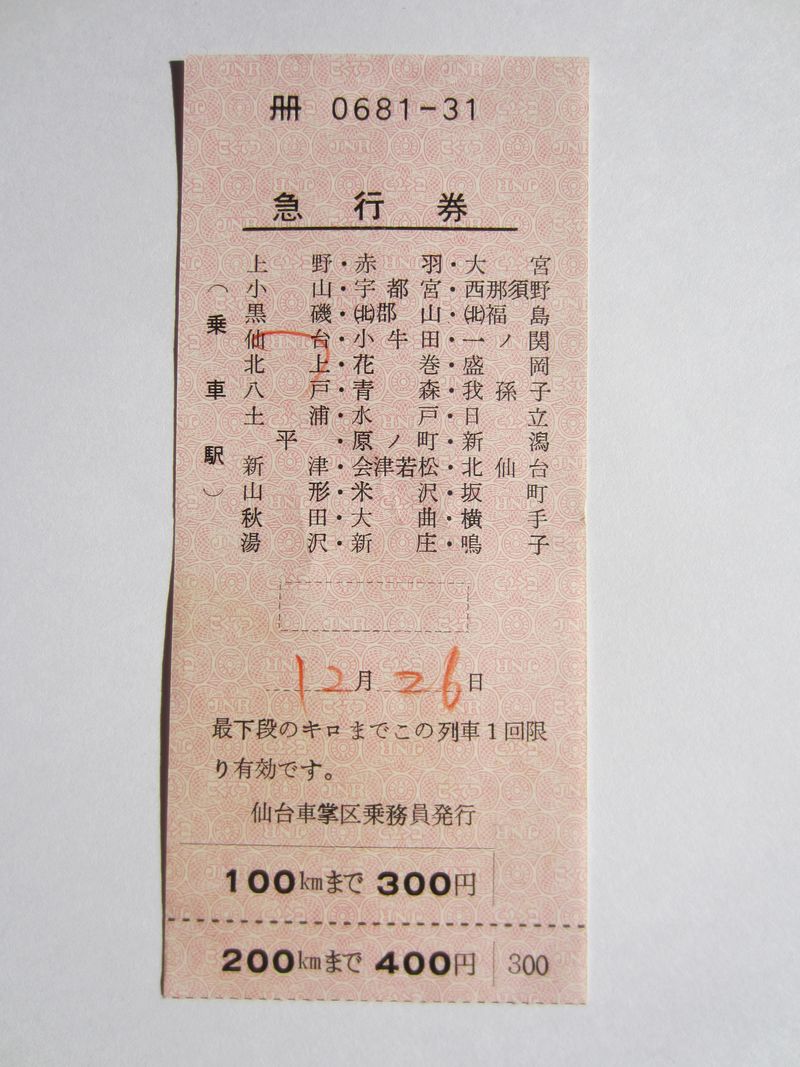 冊 0681-31
急行券
(乗車駅)
上野・赤羽・大宮
小山・宇都宮・西那須野
黒磯・㈫郡山・㈫福島
仙台・小牛田・一ノ関
北上・花巻・盛岡
八戸・青森・我孫子
土浦・水戸・日立
平・原ノ町・新潟
新津・会津若松・北仙台
山形・米沢・坂町
秋田・大曲・横手
湯沢・新庄・鳴子
12月26日
最下段のキロまでこの列車1回限
り有効です。
仙台車掌区乗務員発行
100kmまで 300円
200kmまで 400円 300